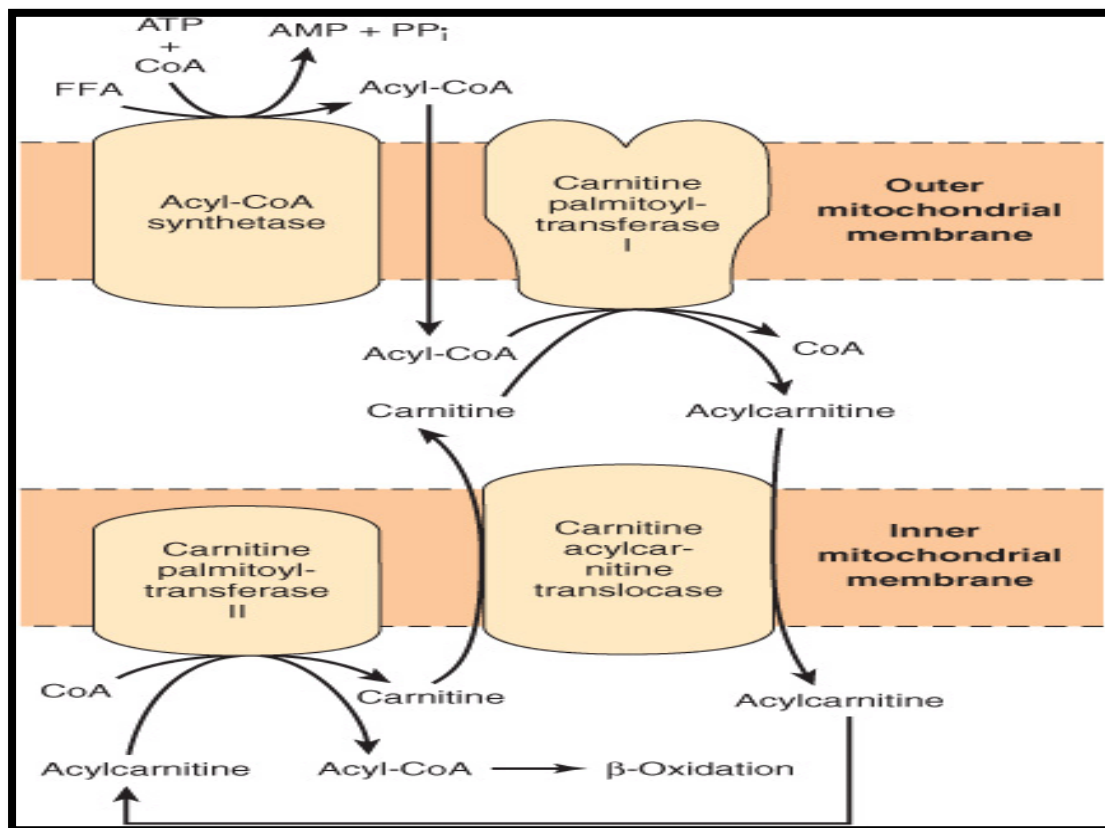 ATP
+
CoA
AMP + PPi
FFA
Acyl-CoA
Acyl-CoA
synthetase
Carnitine
palmitoyl-
transferase
I
Outer
mitochondrial
membrane
Acyl-CoA
CoA
Carnitine
Acylcarnitine
Carnitine
palmitoyl-
transferase
II
Carnitine
acylcar-
nitine
translocase
Inner
mitochondrial
membrane
CoA
Carnitine
Acylcarnitine
Acylcarnitine
Acyl-CoA
β-Oxidation